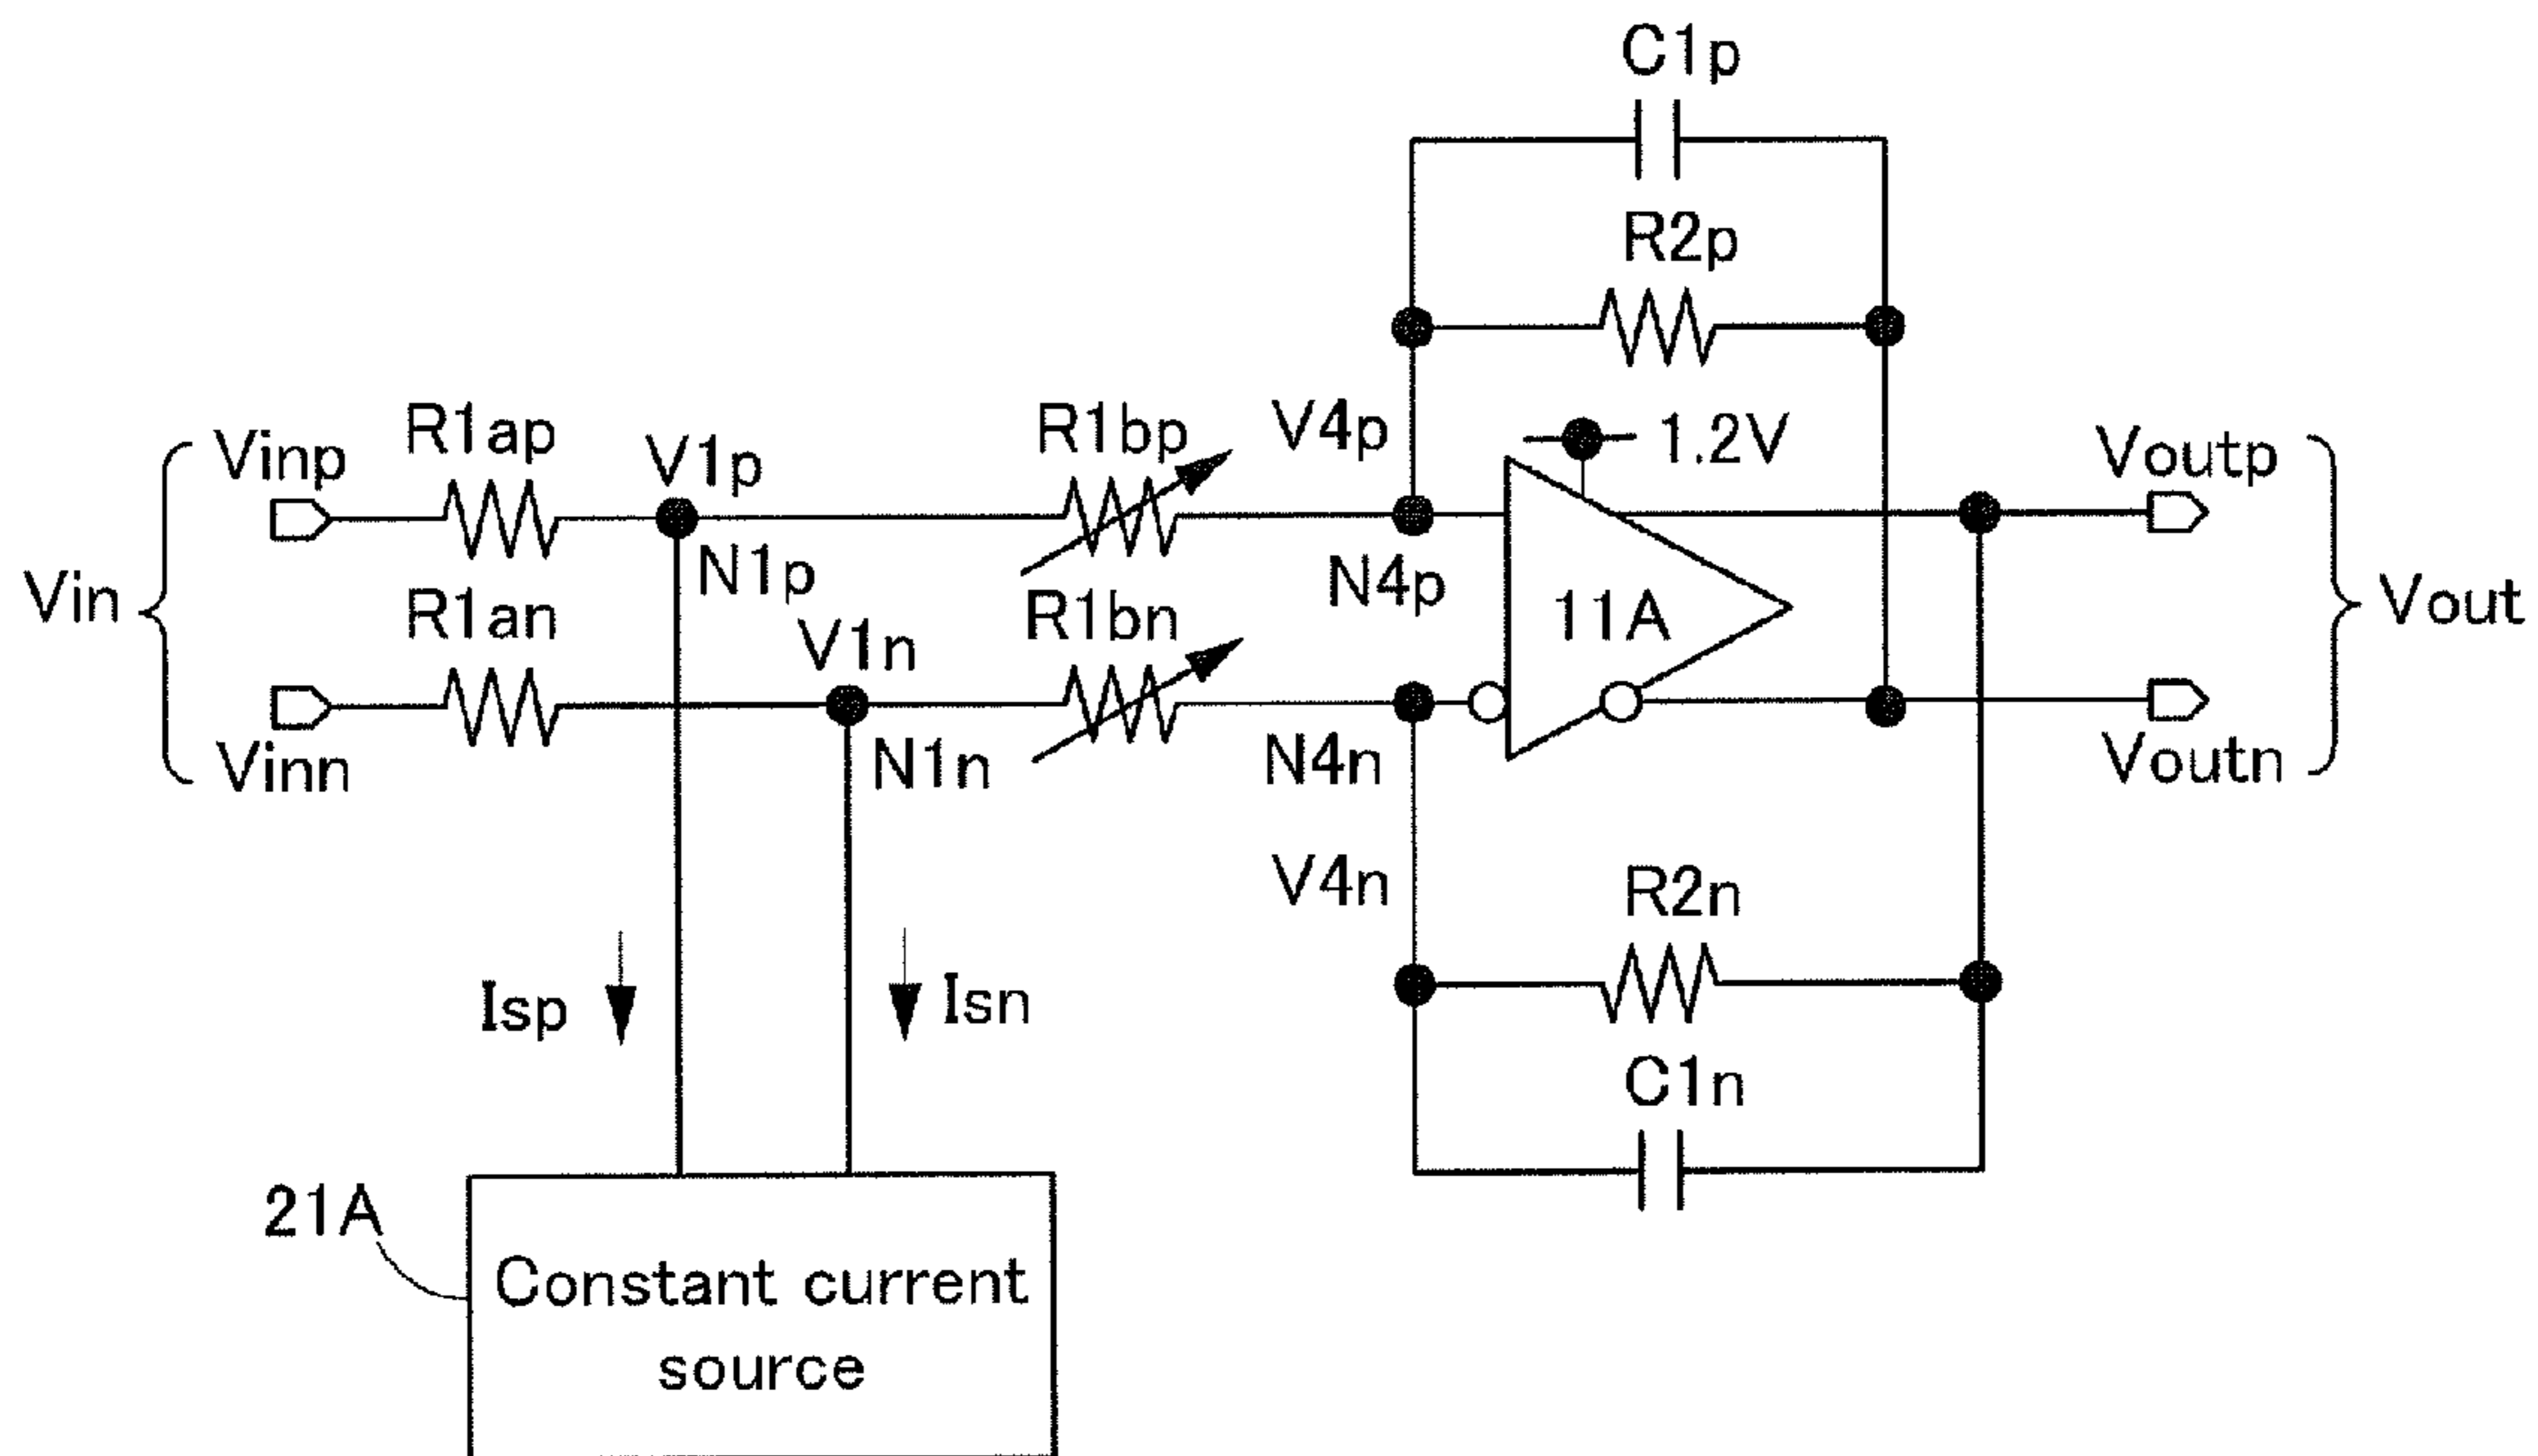 C1p
R2p
1.2V
Vinp
R1ap
V1p
R1bp
V4p
Voutp
N1p
N4p
Vin
R1an
V1n
R1bn
11A
Vout
Vinn
N1n
N4n
Voutn
V4n
R2n
Isp
Isn
C1n
21A
Constant current
source